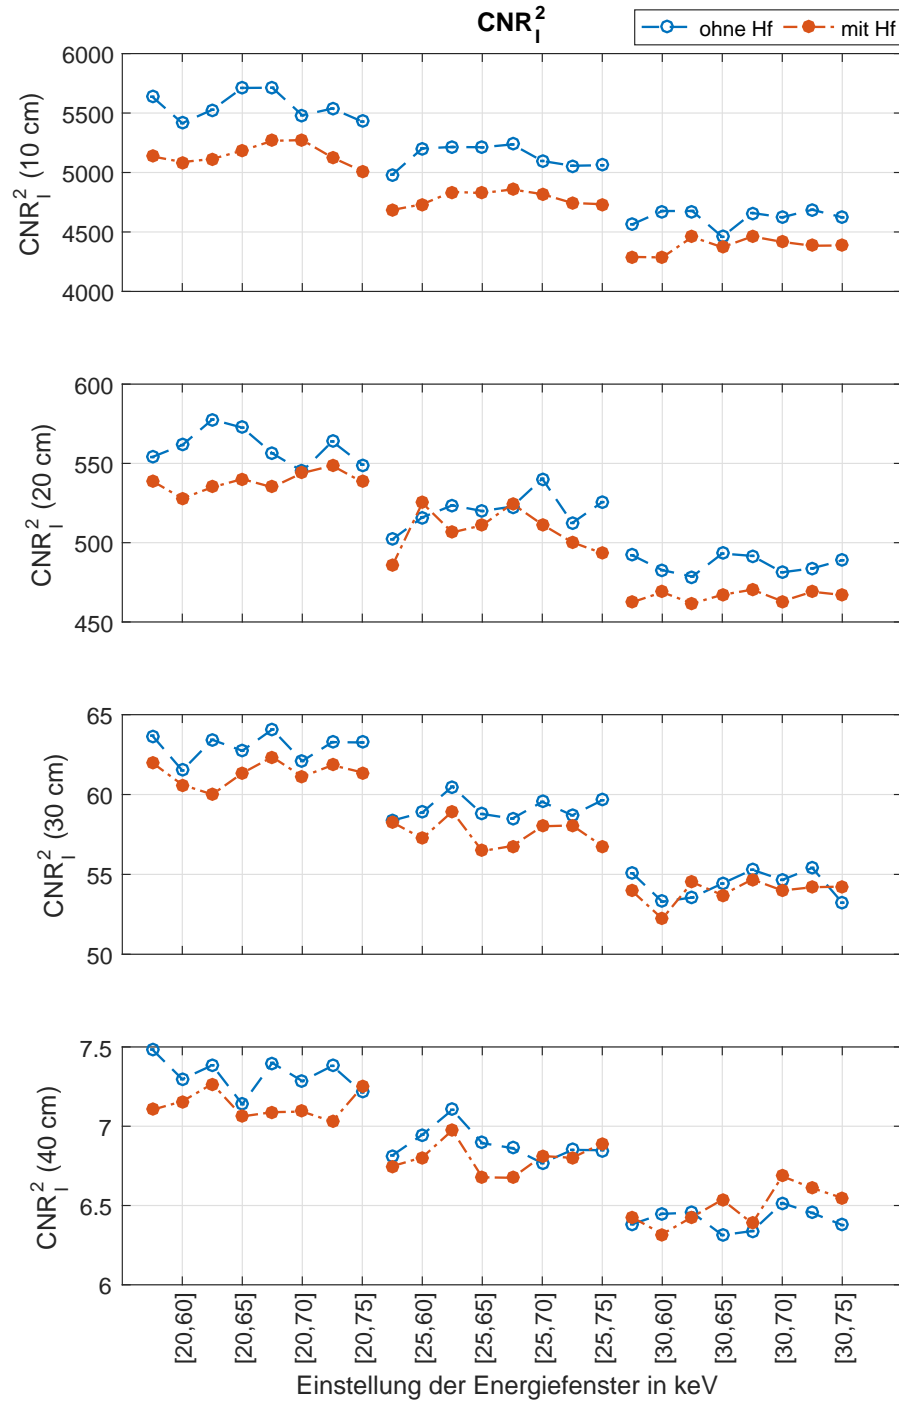 CNR_I^2
ohne Hf mit Hf
CNR_I^2 (10 cm)
6000
5500
5000
4500
4000
CNR_I^2 (20 cm)
600
550
500
450
CNR_I^2 (30 cm)
65
60
55
50
CNR_I^2 (40 cm)
7.5
7
6.5
6
[20,60] [20,65] [20,70] [20,75] [25,60] [25,65] [25,70] [25,75] [30,60] [30,65] [30,70] [30,75]
Einstellung der Energiefenster in keV